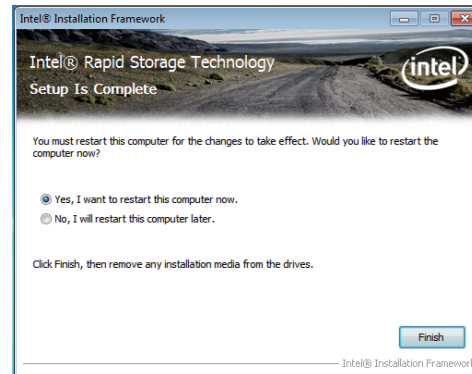 Intel® Installation Framework
Intel® Rapid Storage Technology
intel
Setup Is Complete
You must restart this computer for the changes to take effect. Would you like to restart the
computer now?
Yes, I want to restart this computer now.
No, I will restart this computer later.
Click Finish, then remove any installation media from the drives.
Finish
Intel® Installation Framework